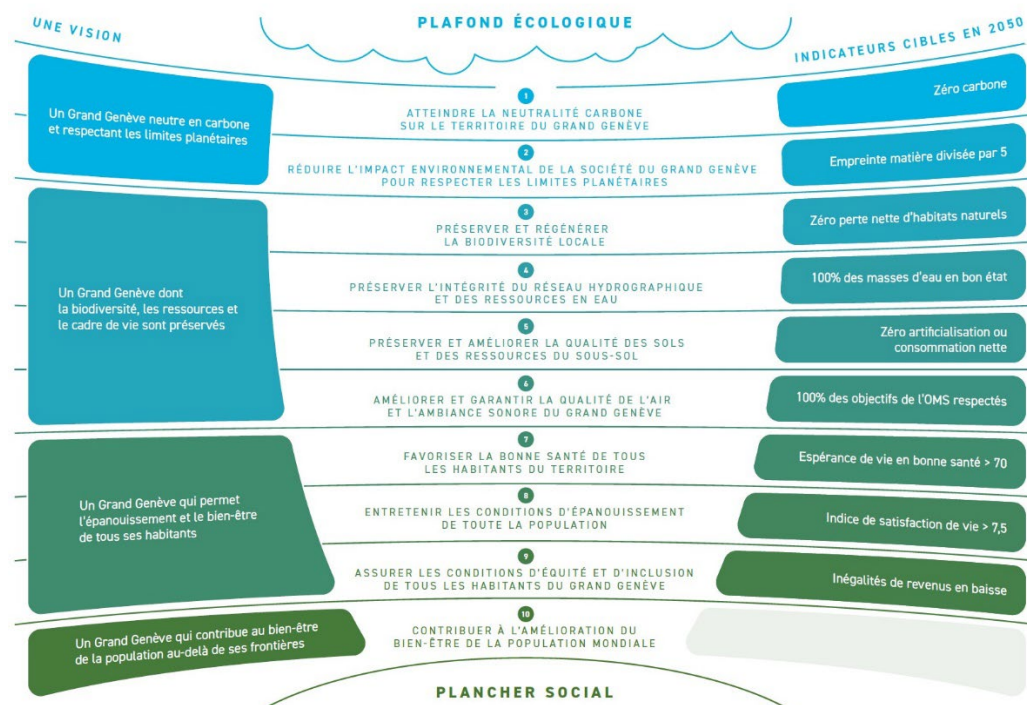 UNE VISION
PLAFOND ÉCOLOGIQUE
INDICATEURS CIBLES EN 2050
Un Grand Genève neutre en carbone
et respectant les limites planétaires
1
ATTEINDRE LA NEUTRALITÉ CARBONE
SUR LE TERRITOIRE DU GRAND GENÈVE
Zéro carbone
2
RÉDUIRE L'IMPACT ENVIRONNEMENTAL DE LA SOCIÉTÉ DU GRAND GENÈVE
POUR RESPECTER LES LIMITES PLANÉTAIRES
Empreinte matière divisée par 5
Un Grand Genève dont
la biodiversité, les ressources et
le cadre de vie sont préservés
3
PRÉSERVER ET RÉGÉNÉRER
LA BIODIVERSITÉ LOCALE
Zéro perte nette d'habitats naturels
4
PRÉSERVER L'INTÉGRITÉ DU RÉSEAU HYDROGRAPHIQUE
ET DES RESSOURCES EN EAU
100% des masses d'eau en bon état
5
PRÉSERVER ET AMÉLIORER LA QUALITÉ DES SOLS
ET DES RESSOURCES DU SOUS-SOL
Zéro artificialisation ou
consommation nette
6
AMÉLIORER ET GARANTIR LA QUALITÉ DE L'AIR
ET L'AMBIANCE SONORE DU GRAND GENÈVE
100% des objectifs de l'OMS respectés
Un Grand Genève qui permet
l'épanouissement et le bien-être
de tous ses habitants
7
FAVORISER LA BONNE SANTÉ DE TOUS
LES HABITANTS DU TERRITOIRE
Espérance de vie en bonne santé > 70
8
ENTRETENIR LES CONDITIONS D'ÉPANOUISSEMENT
DE TOUTE LA POPULATION
Indice de satisfaction de vie > 7,5
9
ASSURER LES CONDITIONS D'ÉQUITÉ ET D'INCLUSION
DE TOUS LES HABITANTS DU GRAND GENÈVE
Inégalités de revenus en baisse
Un Grand Genève qui contribue au bien-être
de la population au-delà de ses frontières
10
CONTRIBUER À L'AMÉLIORATION DU
BIEN-ÊTRE DE LA POPULATION MONDIALE
PLANCHER SOCIAL